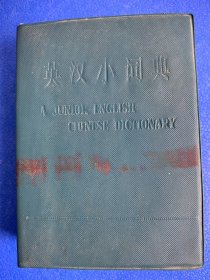 英汉小词典
A JUNIOR ENGLISH
CHINESE DICTIONARY